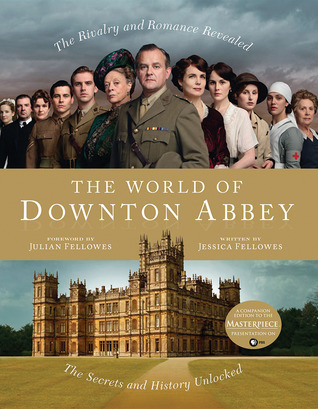 The Rivalry and Romance Revealed
THE WORLD OF
DOWNTON ABBEY
FOREWORD BY
JULIAN FELLOWES
WRITTEN BY
JESSICA FELLOWES
A COMPANION
EDITION TO THE
MASTERPIECE
PRESENTATION ON
PBS
The Secrets and History Unlocked